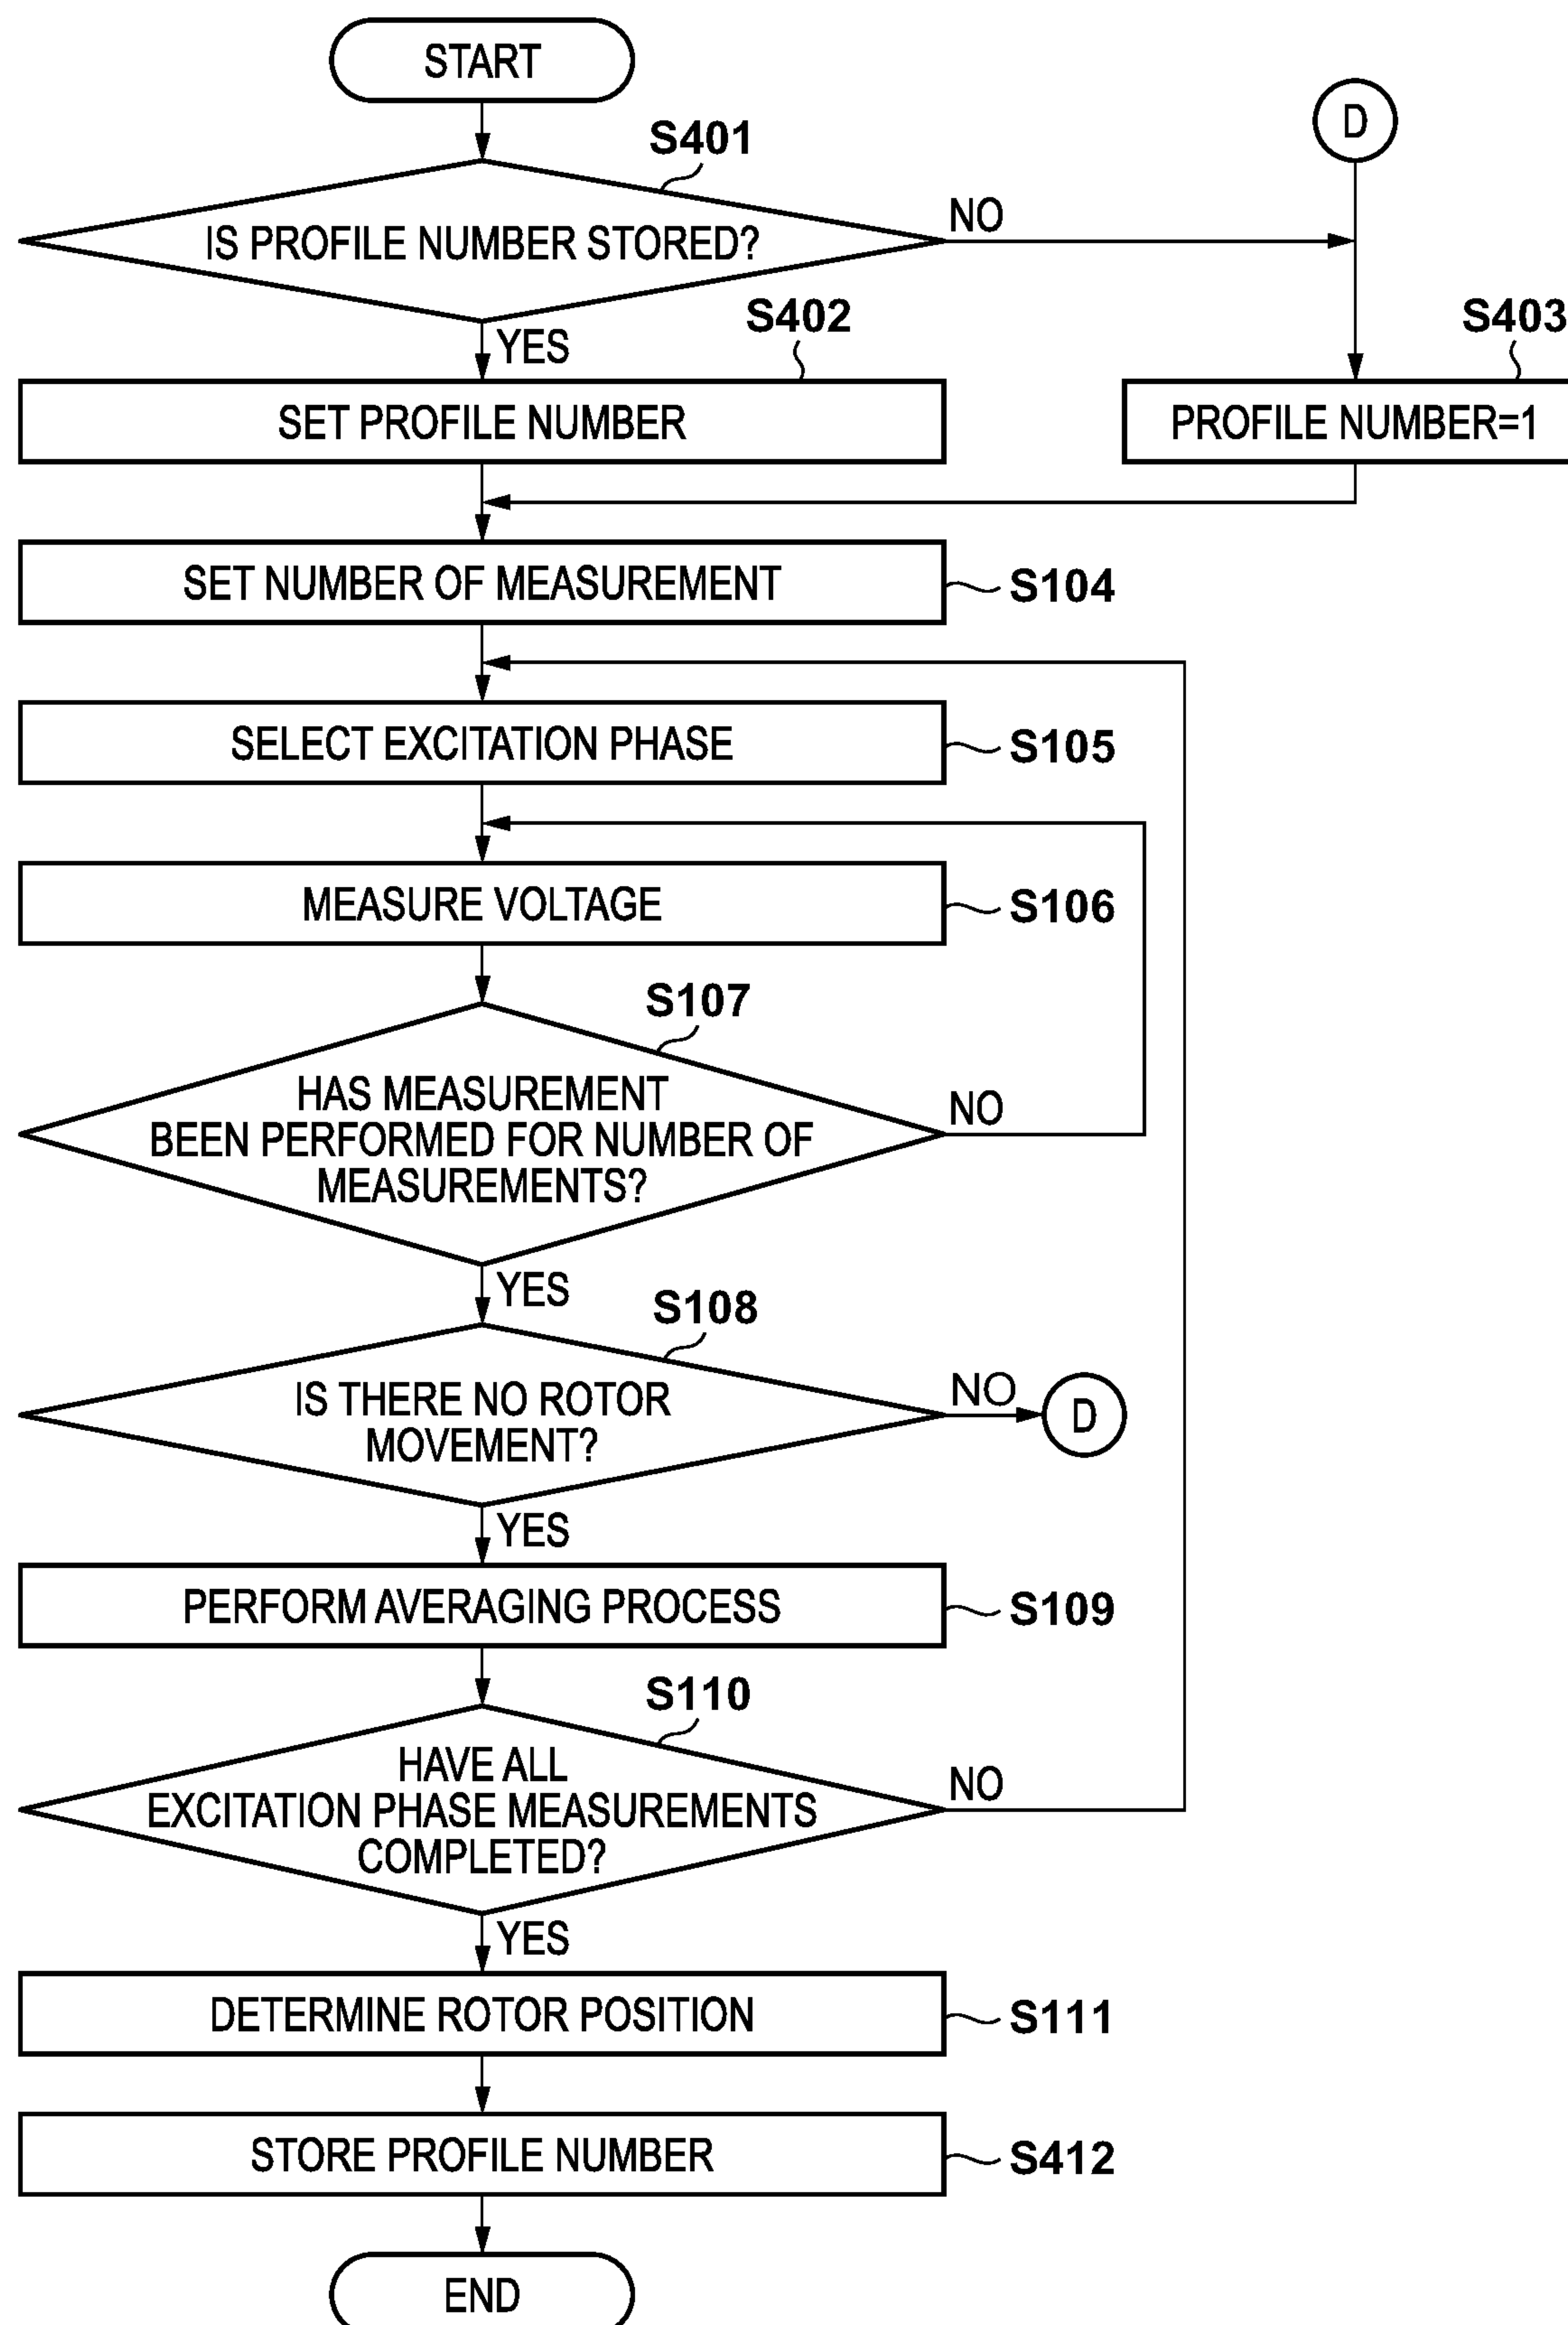 START
D
S401
NO
IS PROFILE NUMBER STORED?
S402
S403
YES
SET PROFILE NUMBER
PROFILE NUMBER=1
SET NUMBER OF MEASUREMENT
S104
SELECT EXCITATION PHASE
S105
MEASURE VOLTAGE
S106
S107
HAS MEASUREMENT
BEEN PERFORMED FOR NUMBER OF
MEASUREMENTS?
NO
YES
S108
IS THERE NO ROTOR
MOVEMENT?
NO
D
YES
PERFORM AVERAGING PROCESS
S109
S110
HAVE ALL
EXCITATION PHASE MEASUREMENTS
COMPLETED?
NO
YES
DETERMINE ROTOR POSITION
S111
STORE PROFILE NUMBER
S412
END